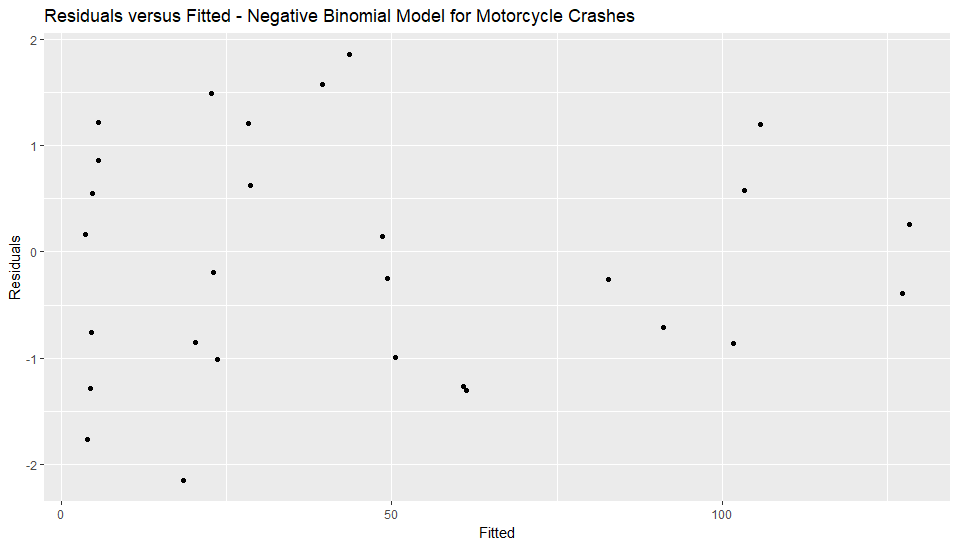 Residuals versus Fitted - Negative Binomial Model for Motorcycle Crashes
2
1
0
-1
-2
Residuals
0 50 100
Fitted